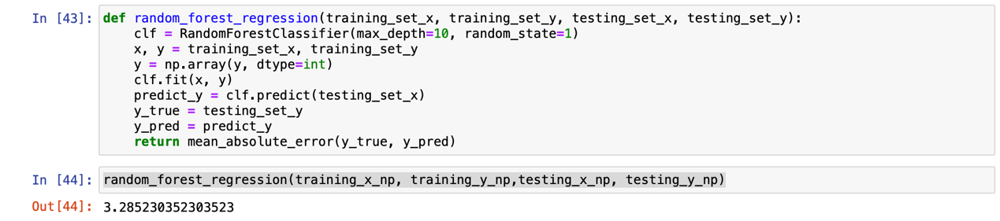 In [43]: def random_forest_regression(training_set_x, training_set_y, testing_set_x, testing_set_y):
    clf = RandomForestClassifier(max_depth=10, random_state=1)
    x, y = training_set_x, training_set_y
    y = np.array(y, dtype=int)
    clf.fit(x, y)
    predict_y = clf.predict(testing_set_x)
    y_true = testing_set_y
    y_pred = predict_y
    return mean_absolute_error(y_true, y_pred)
In [44]: random_forest_regression(training_x_np, training_y_np,testing_x_np, testing_y_np)
Out[44]: 3.285230352303523